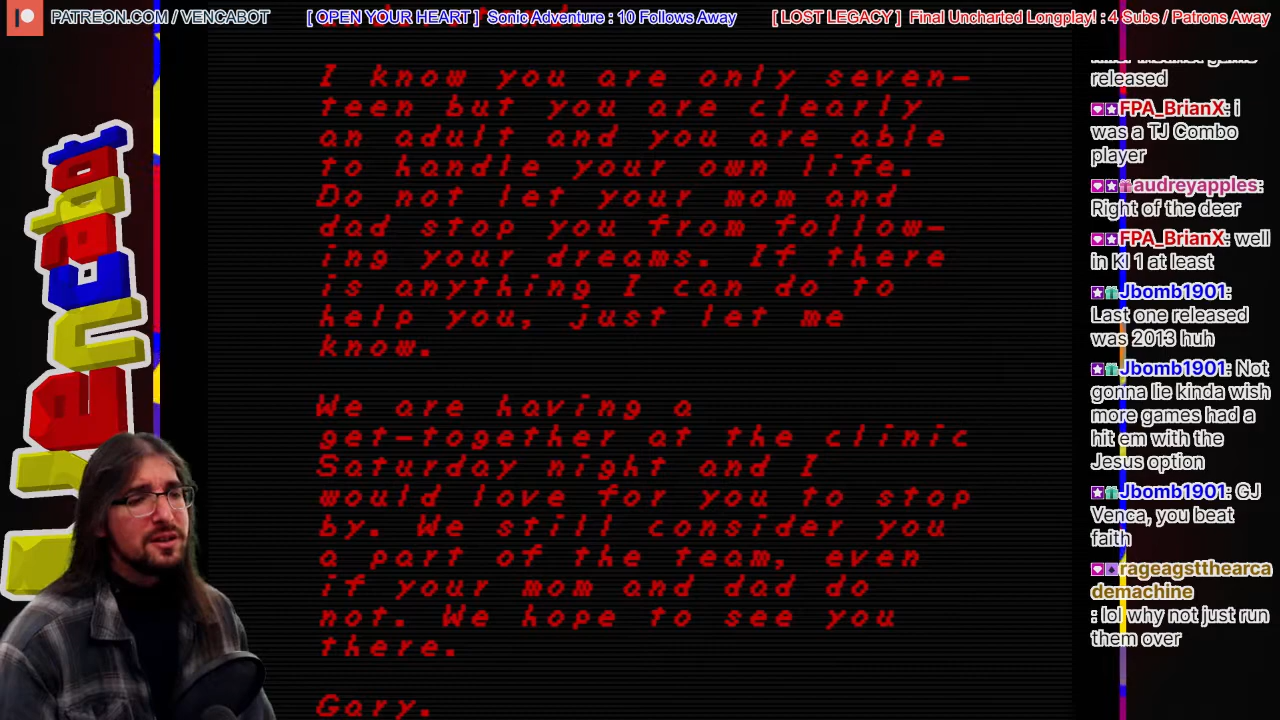 PATREON.COM / VENCABOT
[ OPEN YOUR HEART ] Sonic Adventure : 10 Follows Away
[ LOST LEGACY ] Final Uncharted Longplay! : 4 Subs / Patrons Away
I know you are only seven-
teen but you are clearly
an adult and you are able
to handle your own life.
Do not let your mom and
dad stop you from follow-
ing your dreams. If there
is anything I can do to
help you, just let me
know.
We are having a
get-together at the clinic
Saturday night and I
would love for you to stop
by. We still consider you
a part of the team, even
if your mom and dad do
not. We hope to see you
there.
Gary.
released
FPA_BrianX: i
was a TJ Combo
player
audreyapples:
Right of the deer
FPA_BrianX: well
in KI 1 at least
Jbomb1901:
Last one released
was 2013 huh
Jbomb1901: Not
gonna lie kinda wish
more games had a
hit em with the
Jesus option
Jbomb1901: GJ
Venca, you beat
faith
rageagstthearca
demachine
: lol why not just run
them over